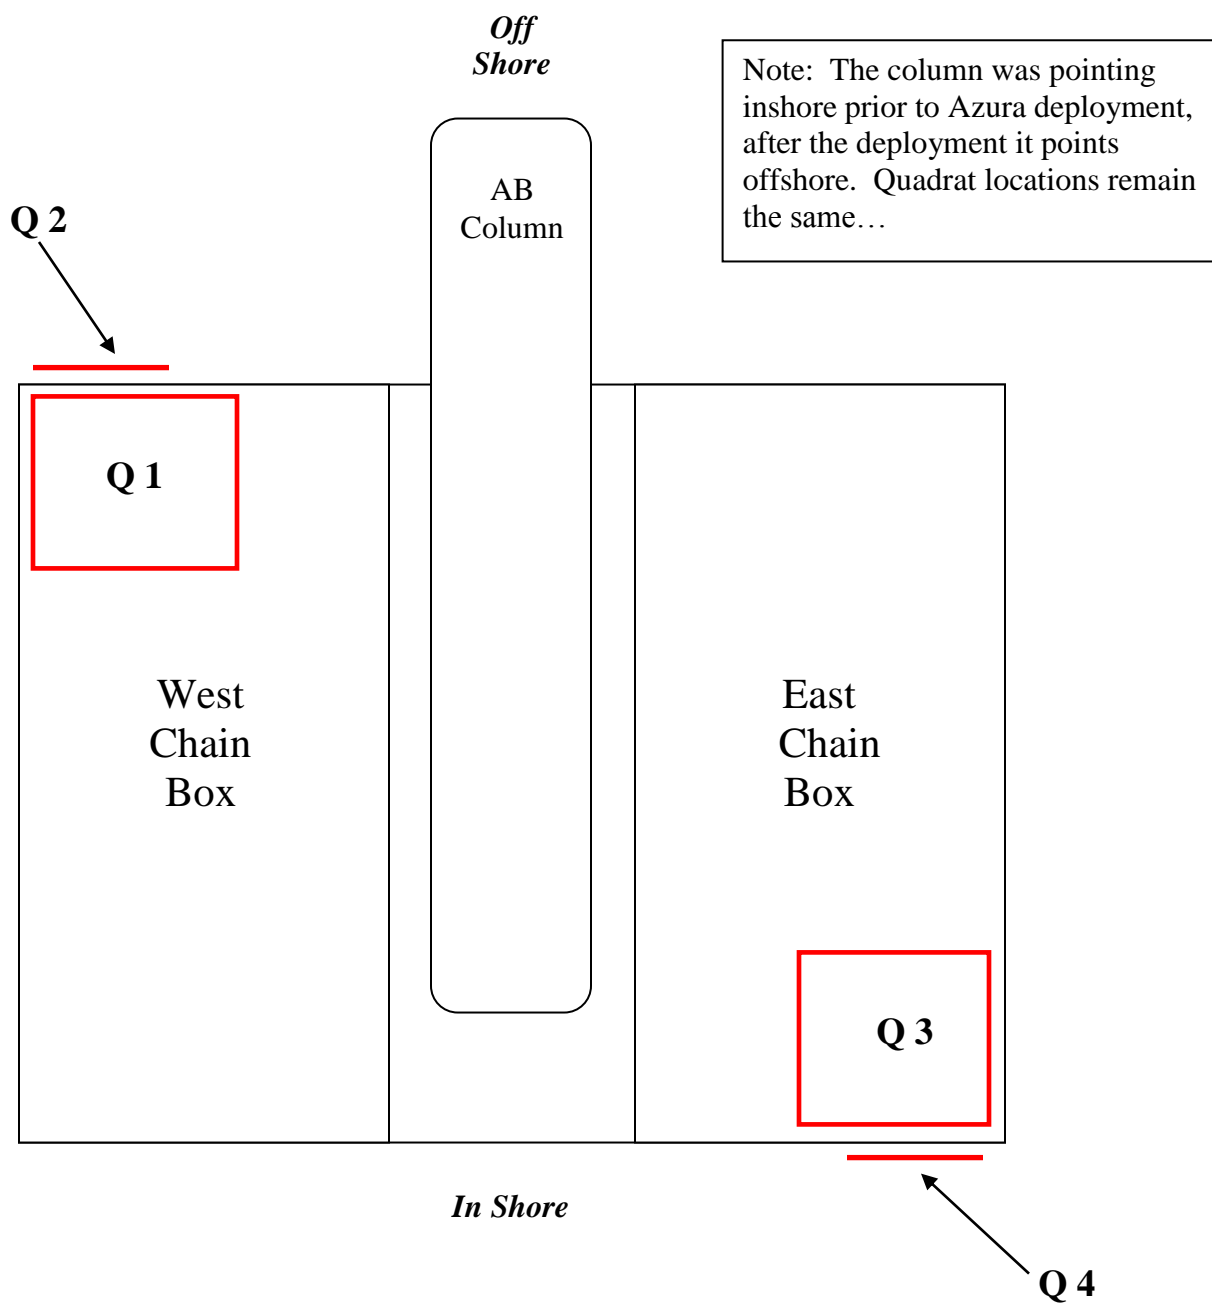 Off
Shore
Note: The column was pointing
inshore prior to Azura deployment,
after the deployment it points
offshore. Quadrat locations remain
the same…
AB
Column
Q 2
Q 1
West
Chain
Box
East
Chain
Box
Q 3
In Shore
Q 4